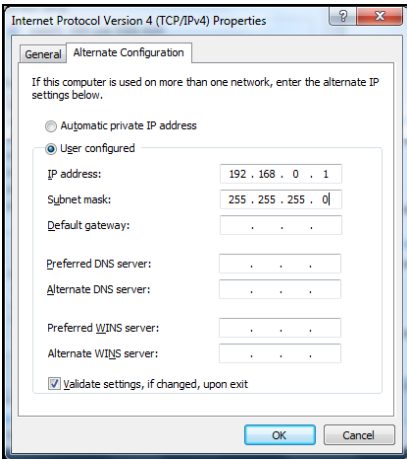 Internet Protocol Version 4 (TCP/IPv4) Properties
General Alternate Configuration
If this computer is used on more than one network, enter the alternate IP
settings below.
Automatic private IP address
User configured
IP address: 192 . 168 . 0 . 1
Subnet mask: 255 . 255 . 255 . 0
Default gateway: . . .
Preferred DNS server: . . .
Alternate DNS server: . . .
Preferred WINS server: . . .
Alternate WINS server: . . .
Validate settings, if changed, upon exit
OK Cancel